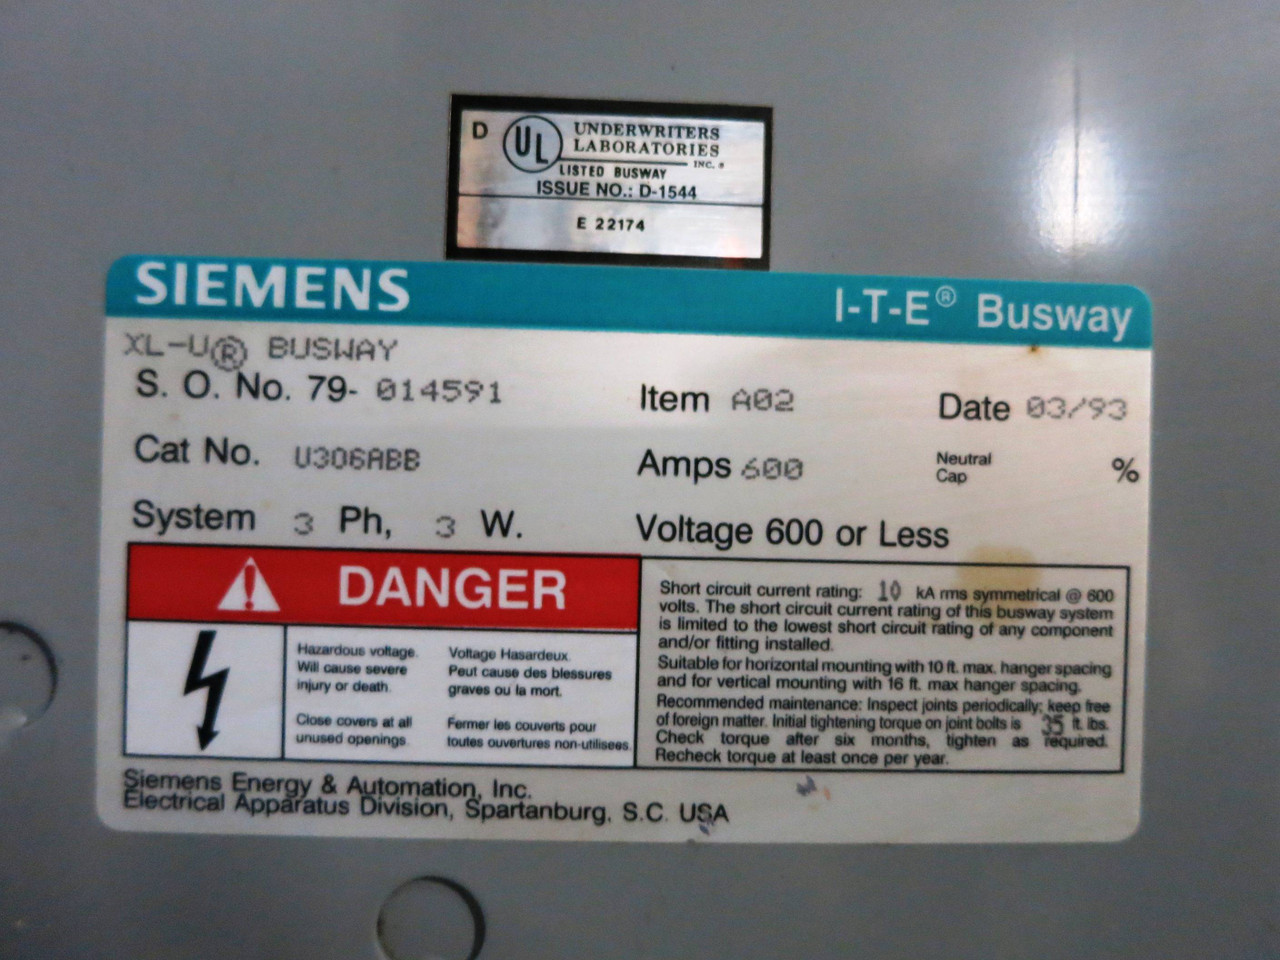 D UL UNDERWRITERS
LABORATORIES
INC. ®
LISTED BUSWAY
ISSUE NO.: D-1544
E 22174
SIEMENS I-T-E® Busway
XL-U® BUSWAY
S. O. No. 79- 014591 Item A02 Date 03/93
Cat No. U306ABB Amps 600 Neutral Cap %
System 3 Ph, 3 W. Voltage 600 or Less
DANGER
Hazardous voltage.
Will cause severe
injury or death.
Close covers at all
unused openings.
Voltage Hasardeux.
Peut cause des blessures
graves ou la mort.
Fermer les couverts pour
toutes ouvertures non-utilisees.
Short circuit current rating: 10 kA rms symmetrical @ 600
volts. The short circuit current rating of this busway system
is limited to the lowest short circuit rating of any component
and/or fitting installed.
Suitable for horizontal mounting with 10 ft. max. hanger spacing
and for vertical mounting with 16 ft. max hanger spacing.
Recommended maintenance: Inspect joints periodically; keep free
of foreign matter. Initial tightening torque on joint bolts is 35 ft. lbs.
Check torque after six months, tighten as required.
Recheck torque at least once per year.
Siemens Energy & Automation, Inc.
Electrical Apparatus Division, Spartanburg, S.C. USA